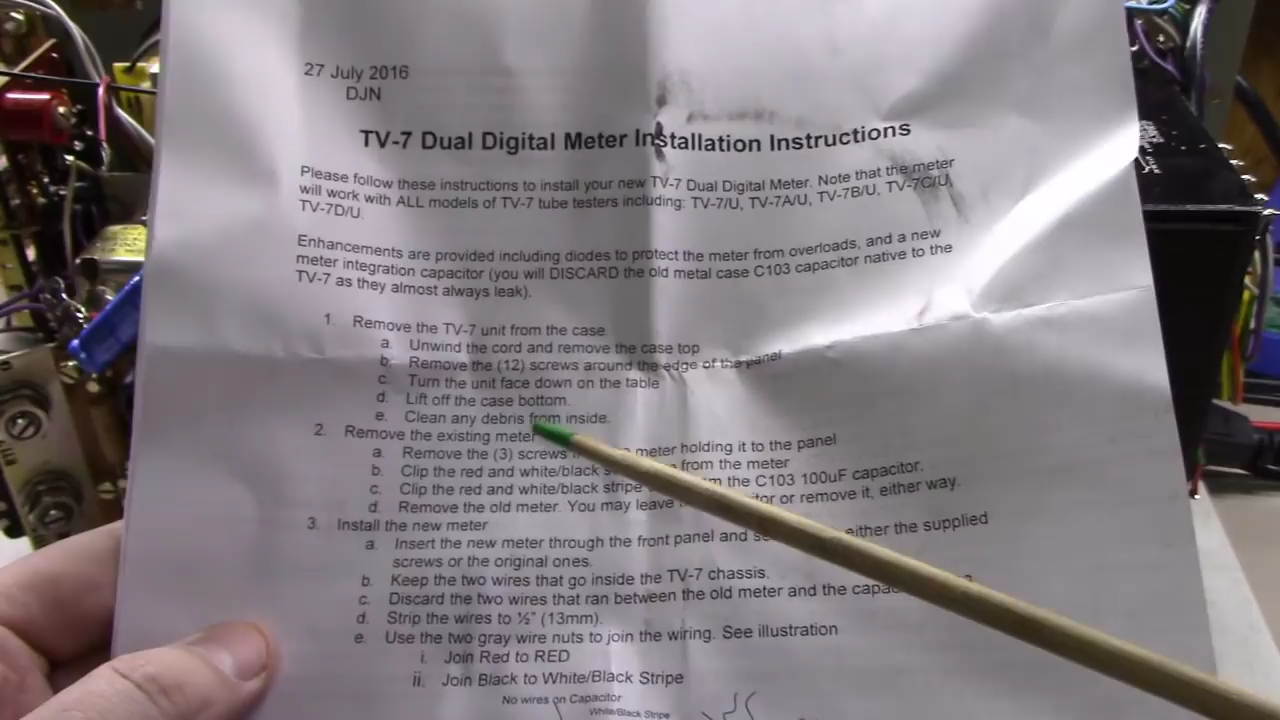 27 July 2016
DJN
TV-7 Dual Digital Meter Installation Instructions
Please follow these instructions to install your new TV-7 Dual Digital Meter. Note that the meter
will work with ALL models of TV-7 tube testers including: TV-7/U, TV-7A/U, TV-7B/U, TV-7C/U,
TV-7D/U.
Enhancements are provided including diodes to protect the meter from overloads, and a new
meter integration capacitor (you will DISCARD the old metal case C103 capacitor native to the
TV-7 as they almost always leak).
1. Remove the TV-7 unit from the case
a. Unwind the cord and remove the case top
b. Remove the (12) screws around the edge of the panel
c. Turn the unit face down on the table
d. Lift off the case bottom.
e. Clean any debris from inside.
2. Remove the existing meter
a. Remove the (3) screws meter holding it to the panel
b. Clip the red and white/black from the meter
c. Clip the red and white/black stripe the C103 100uF capacitor.
d. Remove the old meter. You may leave or remove it, either way.
3. Install the new meter
a. Insert the new meter through the front panel and either the supplied
screws or the original ones.
b. Keep the two wires that go inside the TV-7 chassis.
c. Discard the two wires that ran between the old meter and the
d. Strip the wires to ½" (13mm).
e. Use the two gray wire nuts to join the wiring. See illustration
i. Join Red to RED
ii. Join Black to White/Black Stripe
No wires on Capacitor
White/Black Stripe